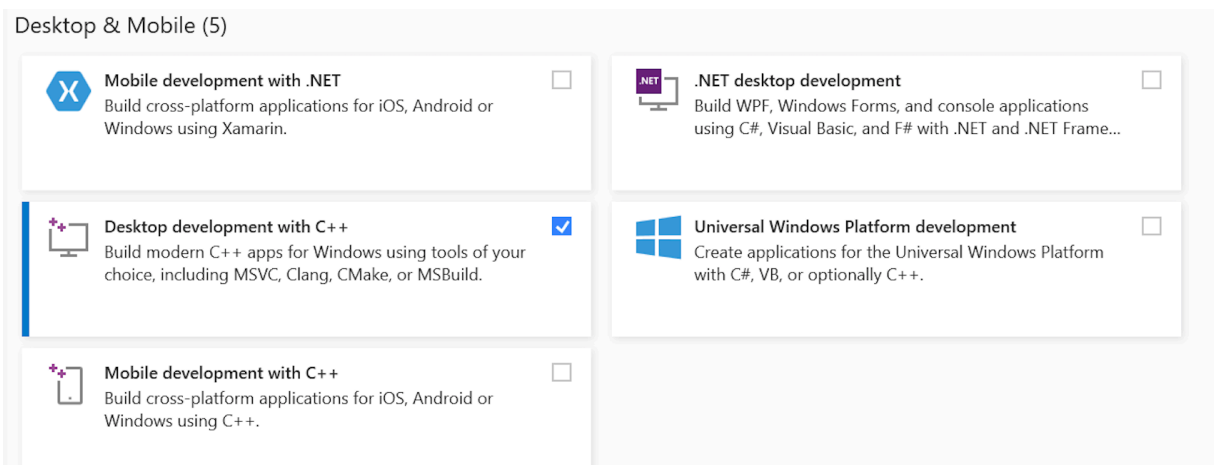 Desktop & Mobile (5)
Mobile development with .NET
Build cross-platform applications for iOS, Android or
Windows using Xamarin.
.NET
.NET desktop development
Build WPF, Windows Forms, and console applications
using C#, Visual Basic, and F# with .NET and .NET Frame...
Desktop development with C++
Build modern C++ apps for Windows using tools of your
choice, including MSVC, Clang, CMake, or MSBuild.
Universal Windows Platform development
Create applications for the Universal Windows Platform
with C#, VB, or optionally C++.
Mobile development with C++
Build cross-platform applications for iOS, Android or
Windows using C++.